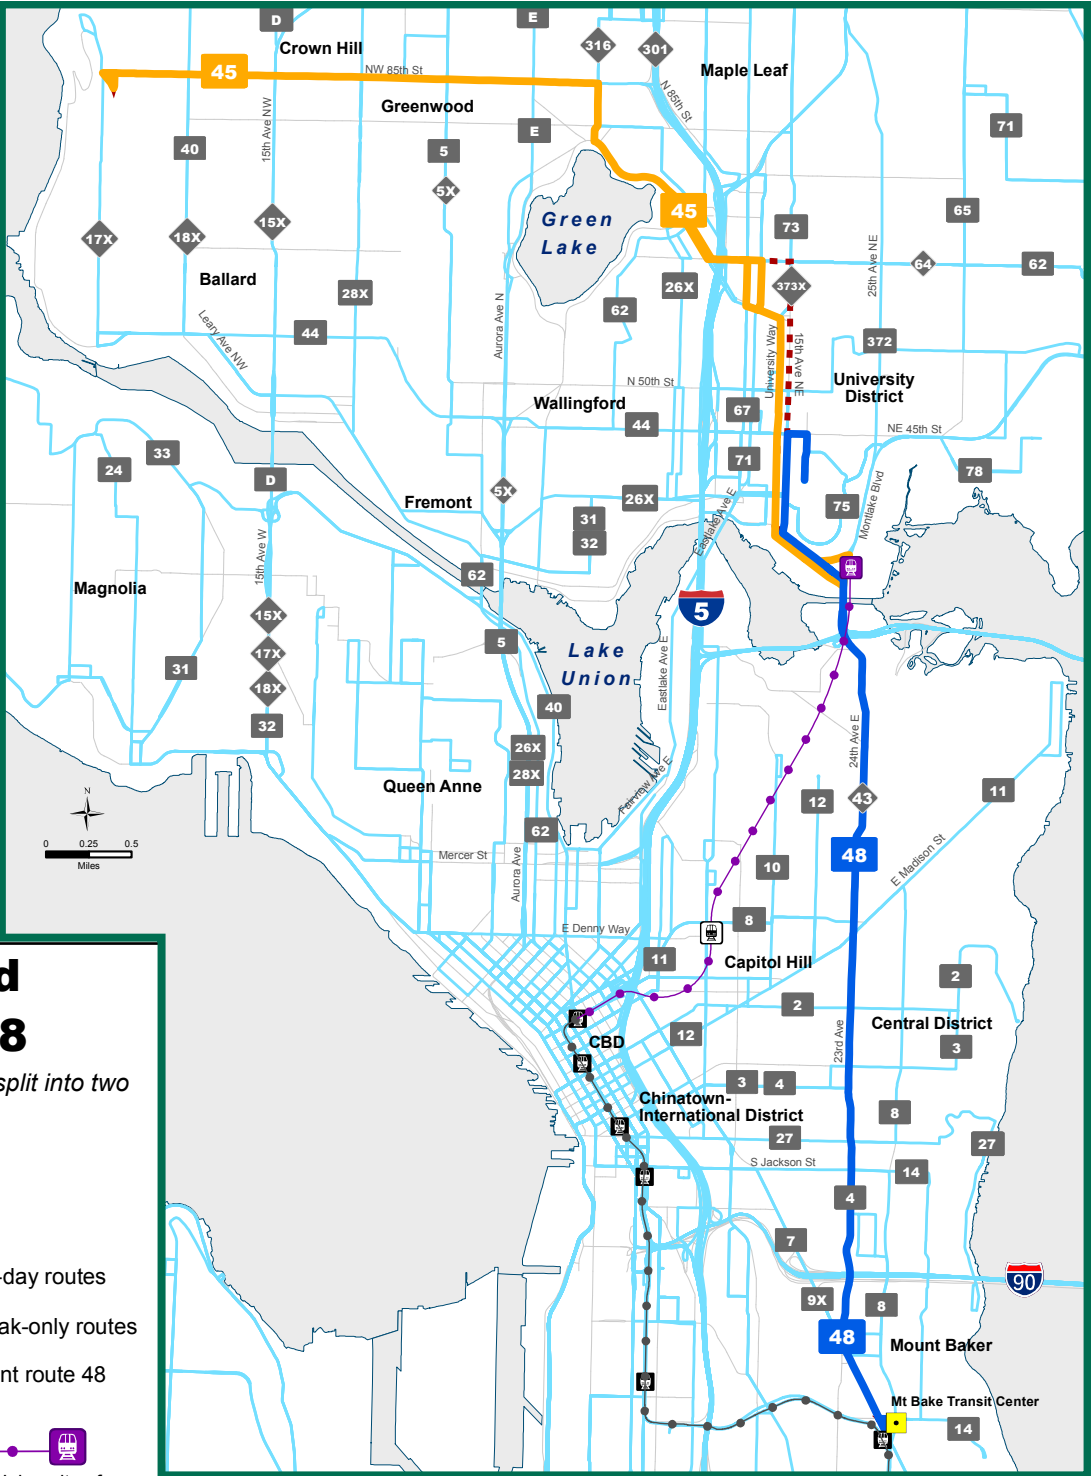 D
E
Crown Hill
316
301
45
NW 85th St
Maple Leaf
N 85th St
Greenwood
71
15th Ave NW
E
40
5
5X
65
45
Green
Lake
73
17X
18X
15X
25th Ave NE
64
62
Ballard
28X
26X
373X
62
Aurora Ave N
Leary Ave NW
44
University Way
15th Ave NE
372
N 50th St
University
District
Wallingford
67
44
NE 45th St
33
24
71
78
D
5X
26X
75
Montlake Blvd
Fremont
31
32
Eastlake Ave E
15th Ave W
62
Magnolia
5
15X
5
Lake
Union
17X
31
Eastlake Ave E
18X
40
32
24th Ave E
26X
28X
Queen Anne
Fairview Ave E
N
12
43
11
0 0.25 0.5
Miles
62
48
Mercer St
Aurora Ave
10
E Madison St
8
E Denny Way
11
Capitol Hill
d
2
2
8
Central District
12
CBD
23rd Ave
3
split into two
3
4
Chinatown-
International District
8
27
27
S Jackson St
14
4
7
-day routes
90
9X
8
ak-only routes
48
Mount Baker
nt route 48
Mt Bake Transit Center
14